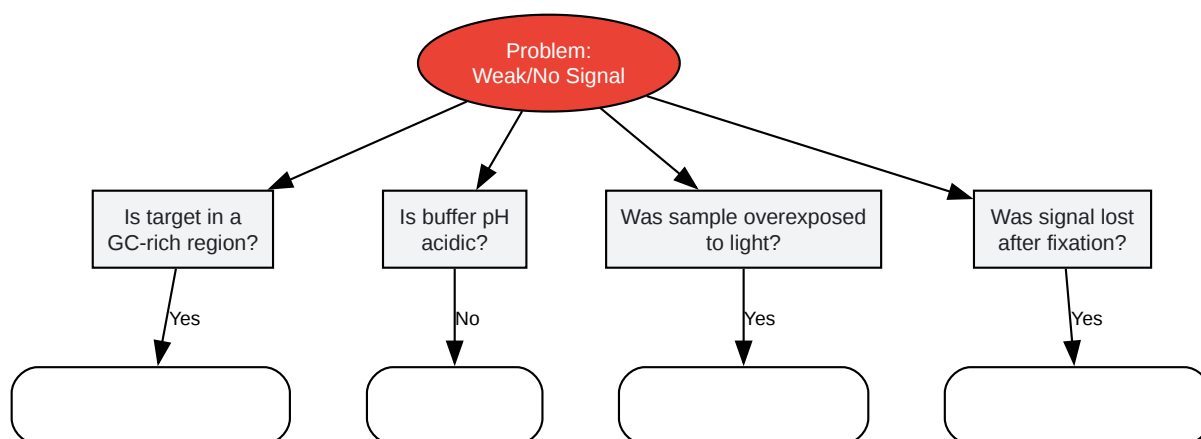 Problem:
Weak/No Signal
Is target in a
GC-rich region?
Is buffer pH
acidic?
Was sample overexposed
to light?
Was signal lost
after fixation?
Yes
No
Yes
Yes